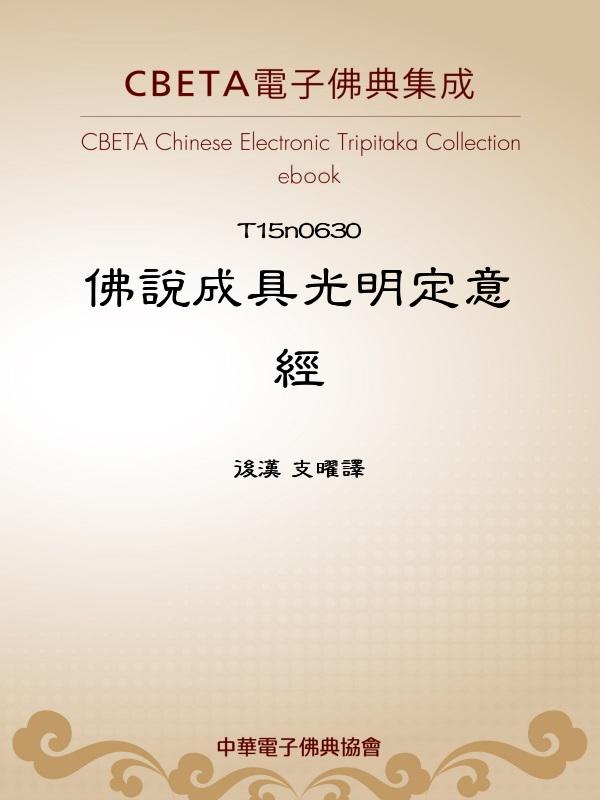 CBETA電子佛典集成
CBETA Chinese Electronic Tripitaka Collection
ebook
T15n0630
佛說成具光明定意
經
後漢 支曜譯
中華電子佛典協會